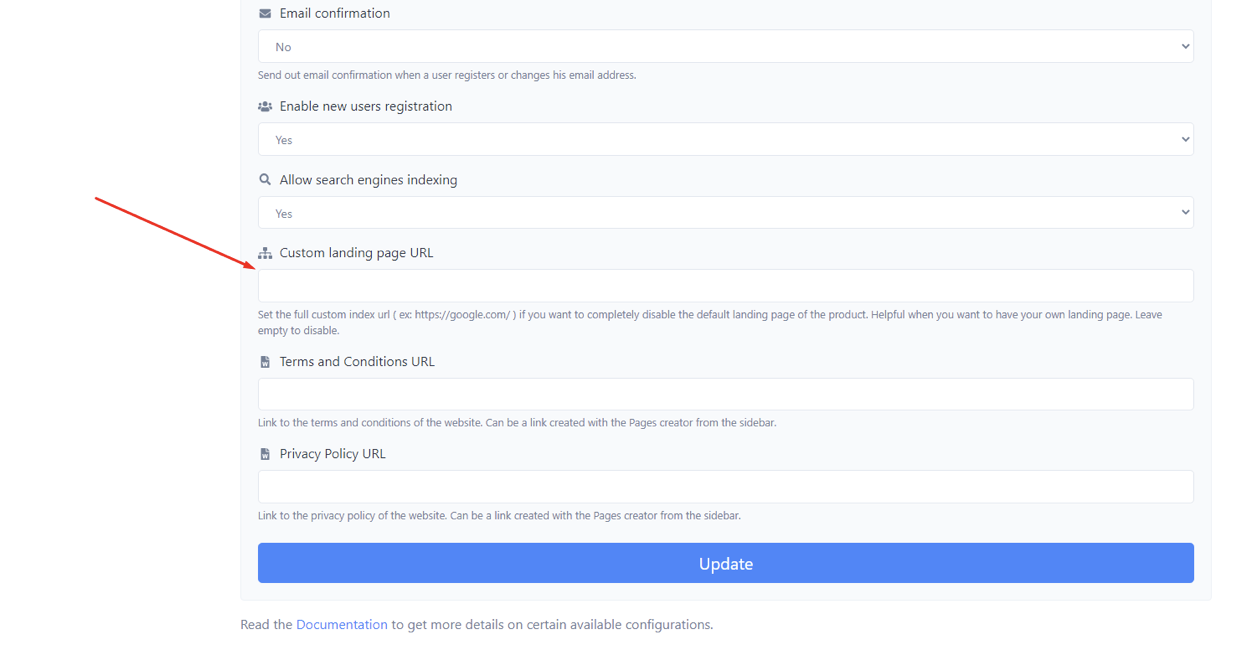 Email confirmation
No
Send out email confirmation when a user registers or changes his email address.
Enable new users registration
Yes
Allow search engines indexing
Yes
Custom landing page URL
Set the full custom index url ( ex: https://google.com/ ) if you want to completely disable the default landing page of the product. Helpful when you want to have your own landing page. Leave
empty to disable.
Terms and Conditions URL
Link to the terms and conditions of the website. Can be a link created with the Pages creator from the sidebar.
Privacy Policy URL
Link to the privacy policy of the website. Can be a link created with the Pages creator from the sidebar.
Update
Read the Documentation to get more details on certain available configurations.